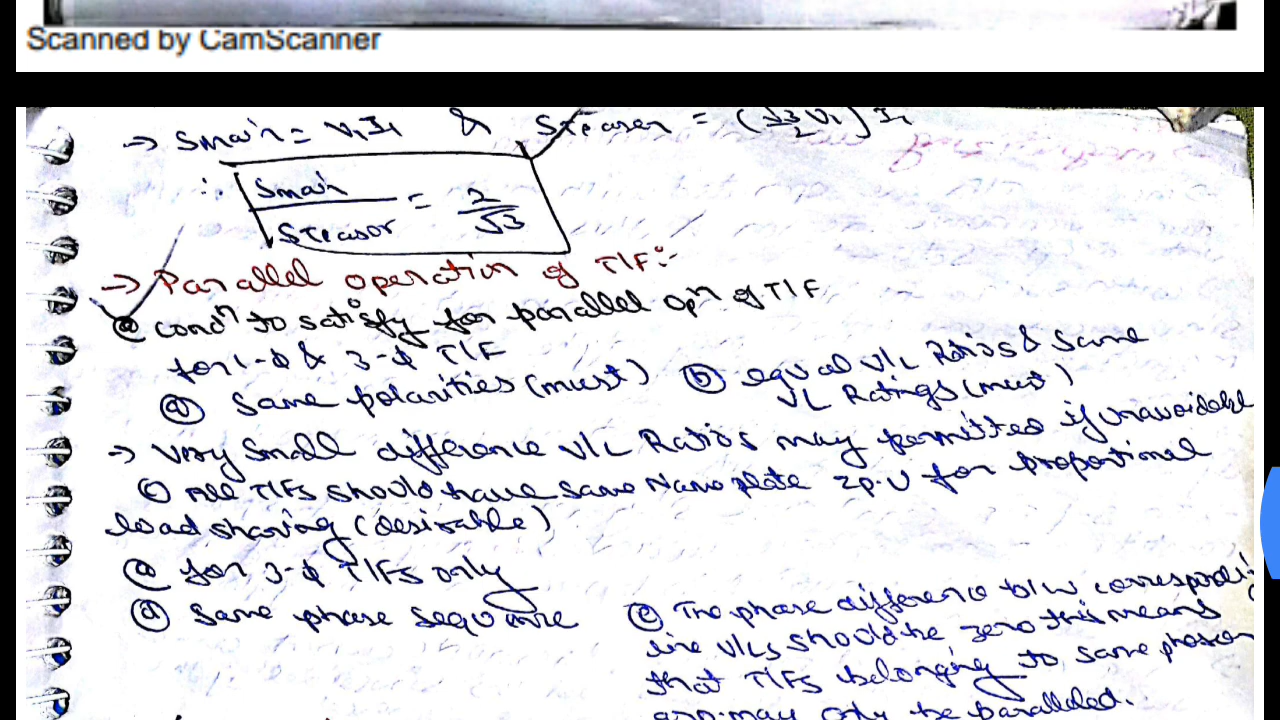 Scanned by CamScanner
→ Smain = V₁I₁ & STeaser = (√3/2 V₁) I₁
∴ Smain / STeasor = 2/√3
→ Parallel operation of T/F:-
condⁿ to satisfy for parallel opⁿ of T/F
for 1-ϕ & 3-ϕ T/F
ⓐ Same polarities (must) ⓑ equal V/L Ratios & Same
VL Ratings (must)
→ Very Small difference V/L Ratios may permitted if unavoidable
ⓒ All T/Fs should have same Name plate Zp.u for proportional
load sharing (desirable)
for 3-ϕ T/Fs only
ⓓ Same phase sequence
ⓔ The phase difference b/w corresponding
line V/Ls should be zero this means
that T/Fs belonging to same phasor
grp. may only be paralleled.